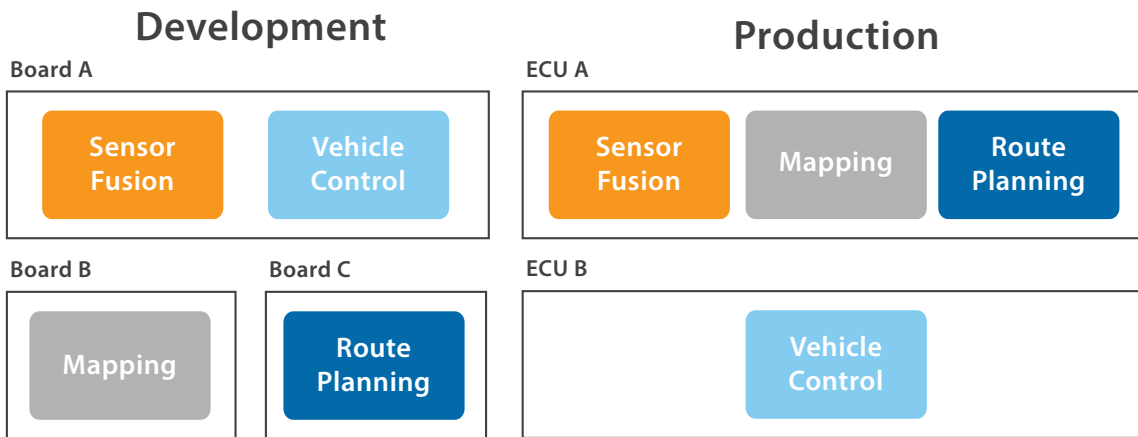 Development
Board A
Sensor
Fusion
Vehicle
Control
Board B
Mapping
Board C
Route
Planning
Production
ECU A
Sensor
Fusion
Mapping
Route
Planning
ECU B
Vehicle
Control